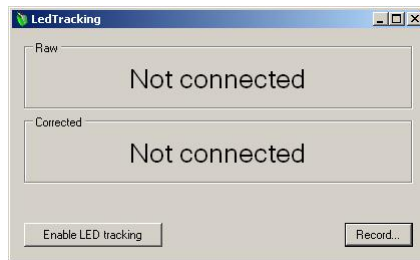 LedTracking
Raw
Not connected
Corrected
Not connected
Enable LED tracking
Record...